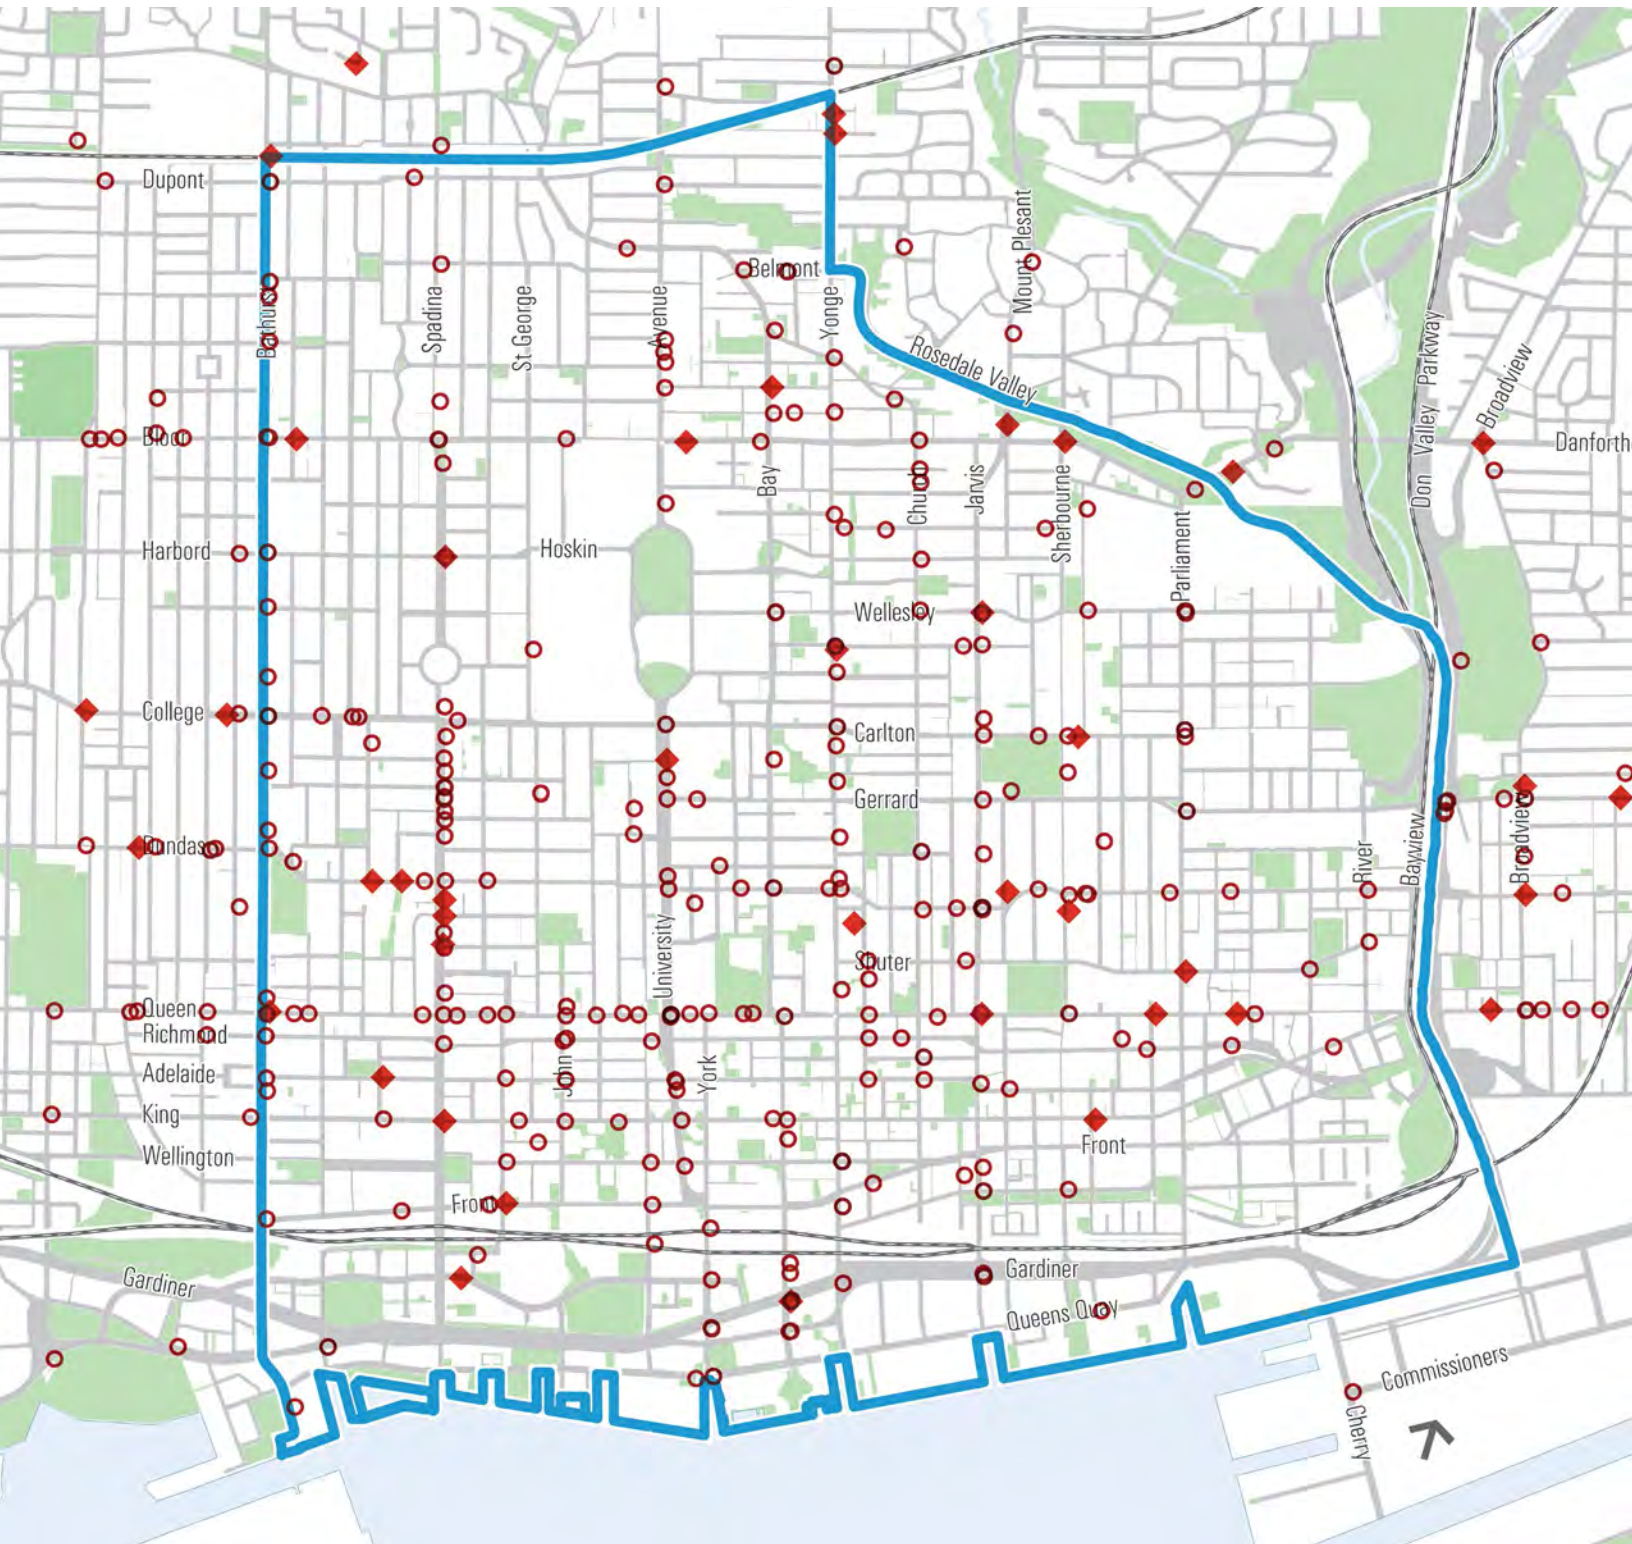 Dupont
Belmont
Mount Plesant
Bathurst
Spadina
St.George
Avenue
Yonge
Rosedale Valley
Don Valley Parkway
Broadview
Bloor
Danforth
Bay
Church
Jarvis
Sherbourne
Parliament
Harbord
Hoskin
Wellesley
College
Carlton
Gerrard
Dundas
River
Bayview
Broadview
University
Shuter
Queen
Richmond
John
York
Adelaide
King
Front
Wellington
Front
Gardiner
Gardiner
Queens Quay
Commissioners
Cherry